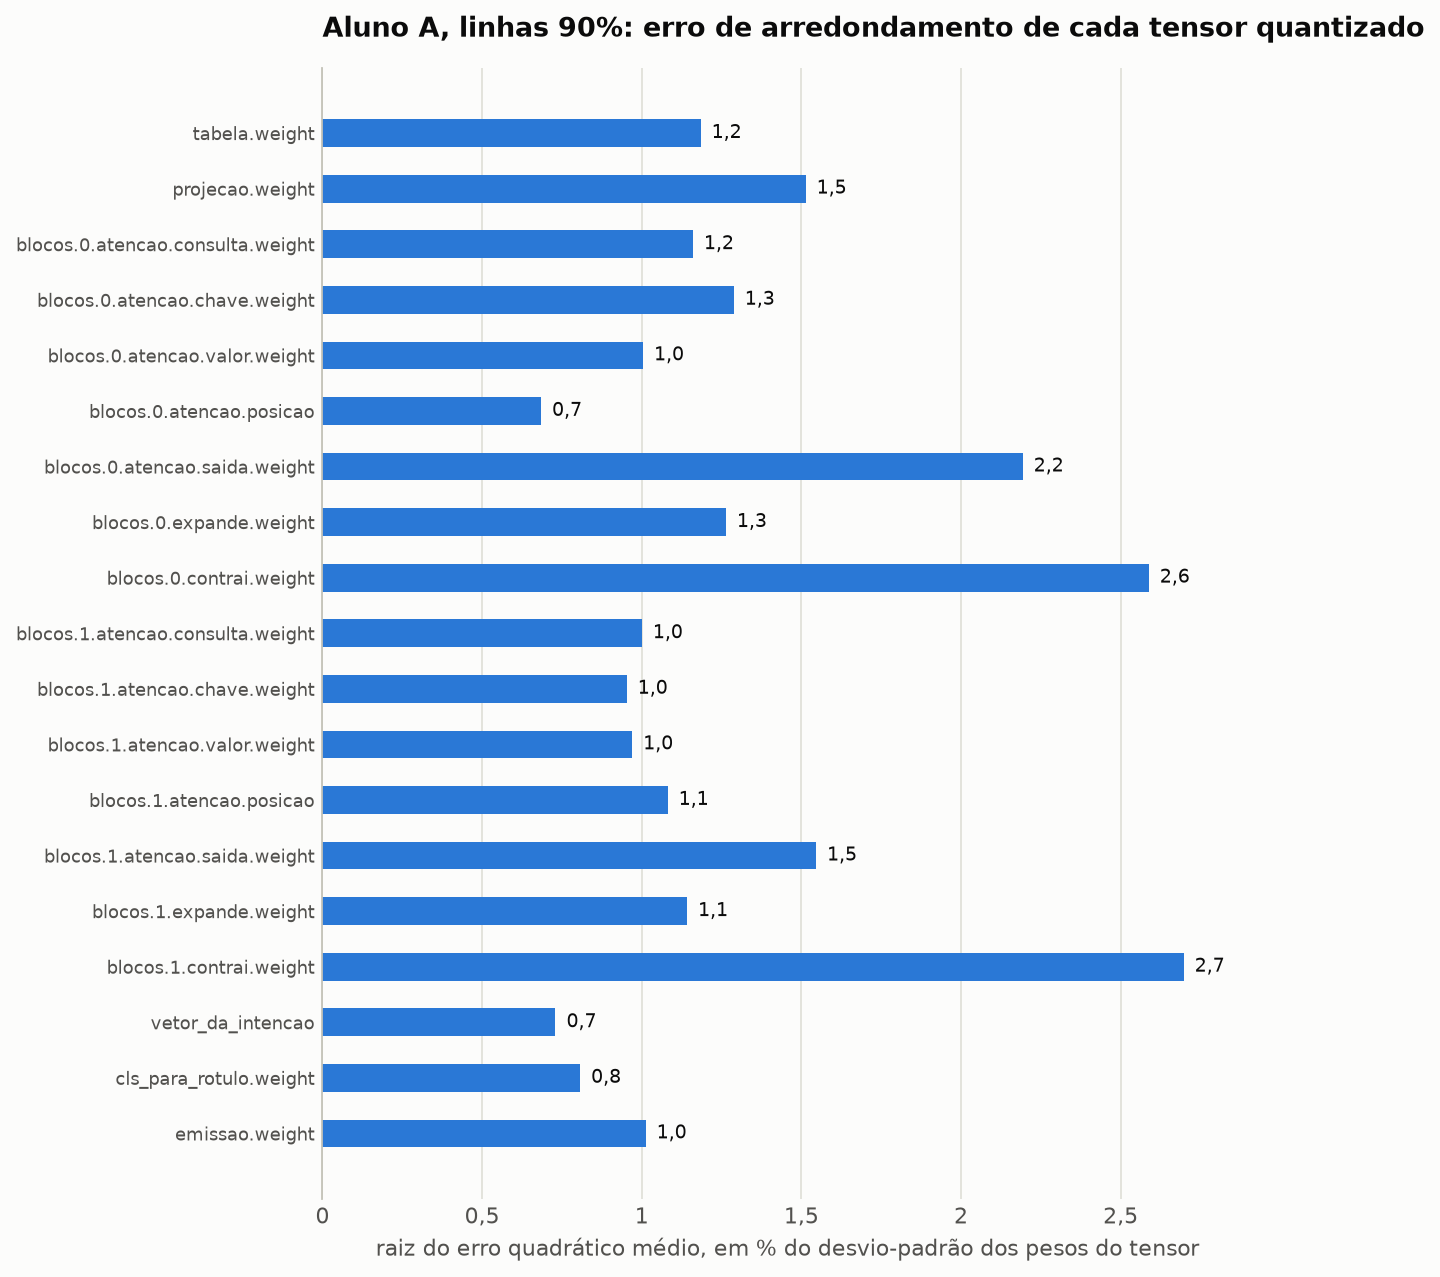 Aluno A, linhas 90%: erro de arredondamento de cada tensor quantizado
tabela.weight 1,2
projecao.weight 1,5
blocos.0.atencao.consulta.weight 1,2
blocos.0.atencao.chave.weight 1,3
blocos.0.atencao.valor.weight 1,0
blocos.0.atencao.posicao 0,7
blocos.0.atencao.saida.weight 2,2
blocos.0.expande.weight 1,3
blocos.0.contrai.weight 2,6
blocos.1.atencao.consulta.weight 1,0
blocos.1.atencao.chave.weight 1,0
blocos.1.atencao.valor.weight 1,0
blocos.1.atencao.posicao 1,1
blocos.1.atencao.saida.weight 1,5
blocos.1.expande.weight 1,1
blocos.1.contrai.weight 2,7
vetor_da_intencao 0,7
cls_para_rotulo.weight 0,8
emissao.weight 1,0
0 0,5 1 1,5 2 2,5
raiz do erro quadrático médio, em % do desvio-padrão dos pesos do tensor